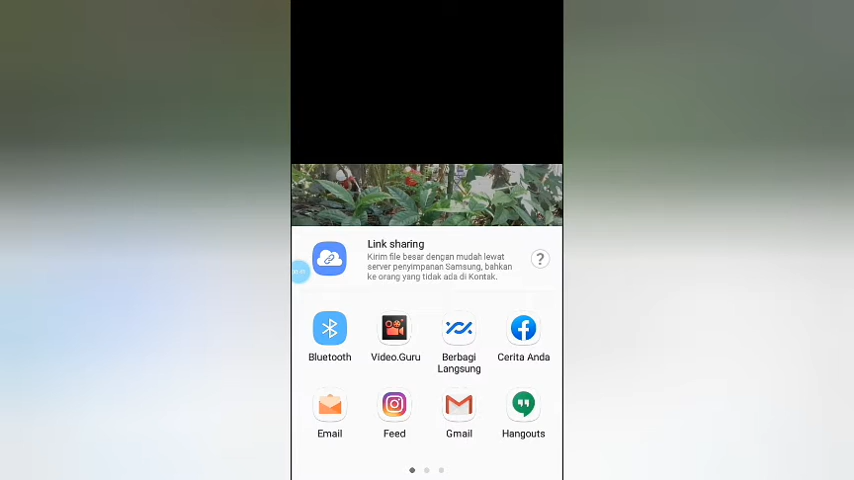 Link sharing
Kirim file besar dengan mudah lewat
server penyimpanan Samsung, bahkan
ke orang yang tidak ada di Kontak.
?
Bluetooth
Video.Guru
Berbagi
Langsung
Cerita Anda
Email
Feed
Gmail
Hangouts